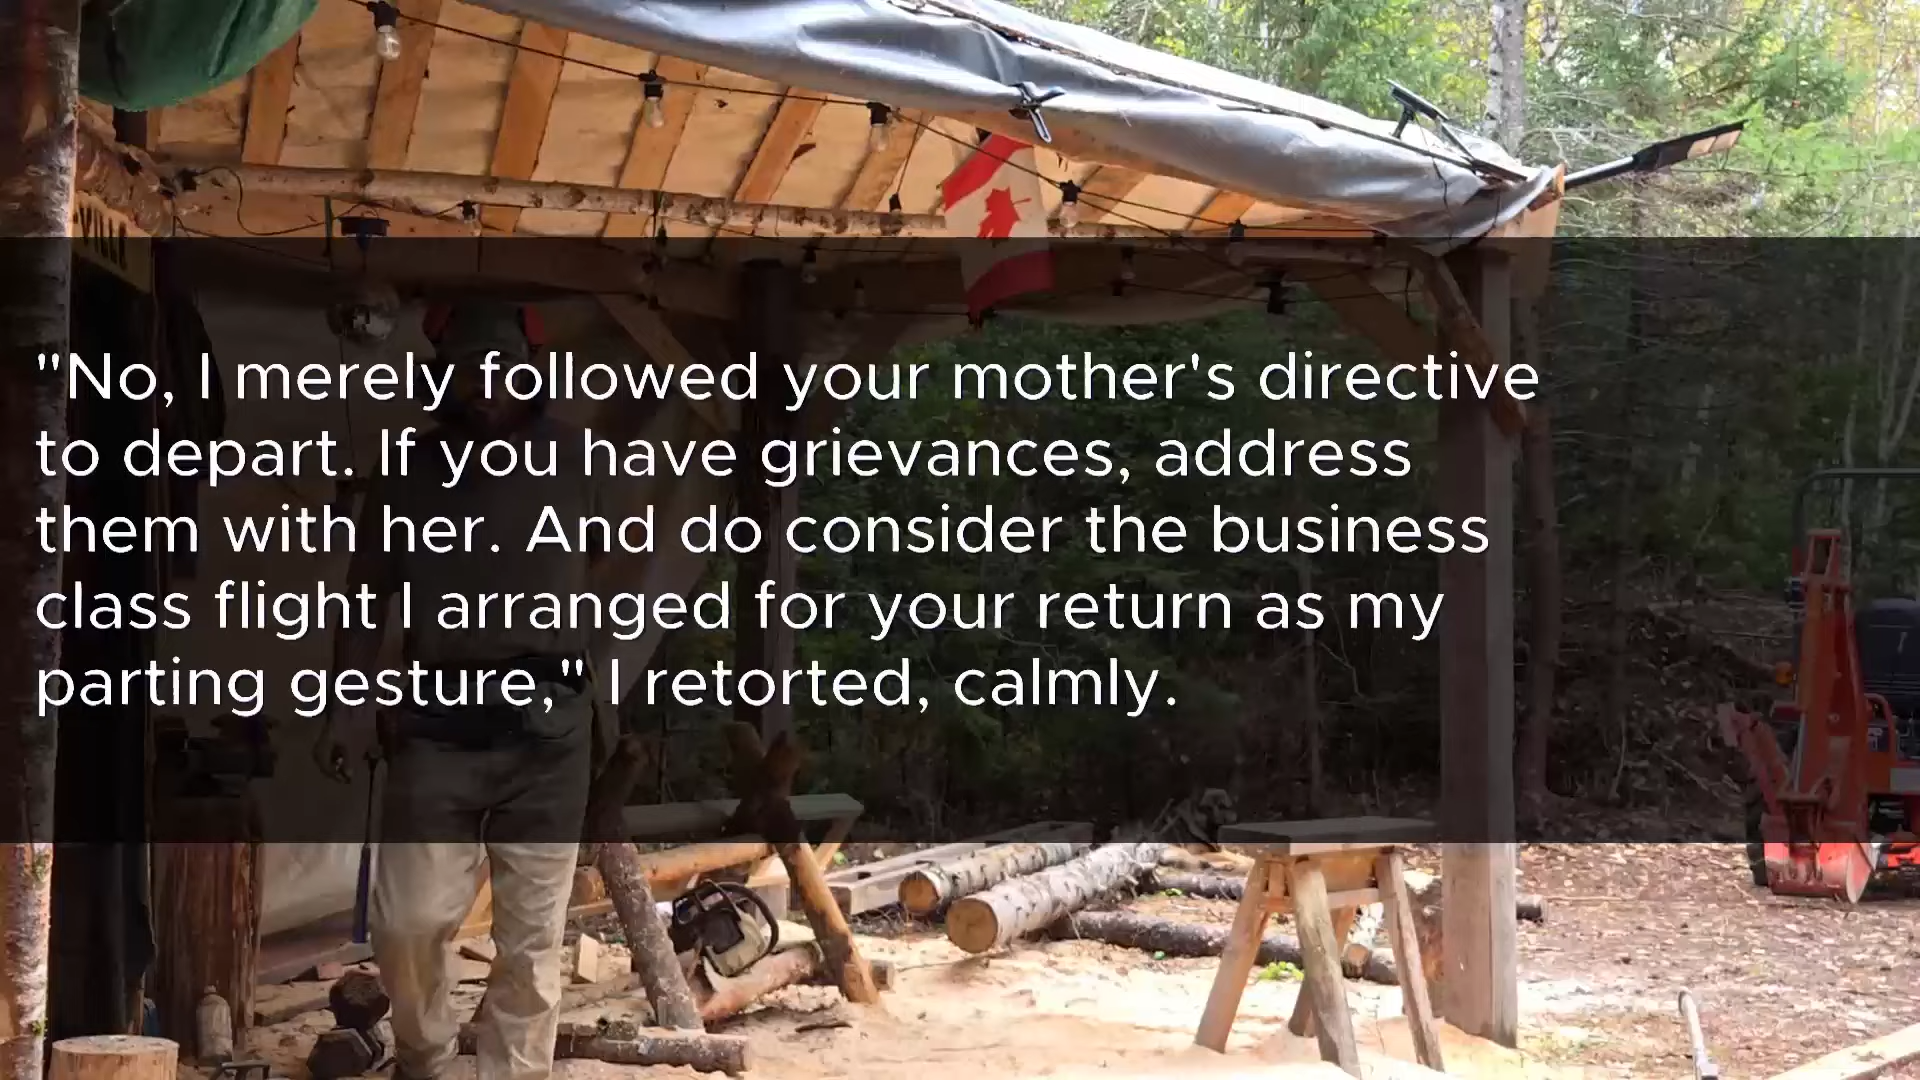 "No, I merely followed your mother's directive
to depart. If you have grievances, address
them with her. And do consider the business
class flight I arranged for your return as my
parting gesture," I retorted, calmly.